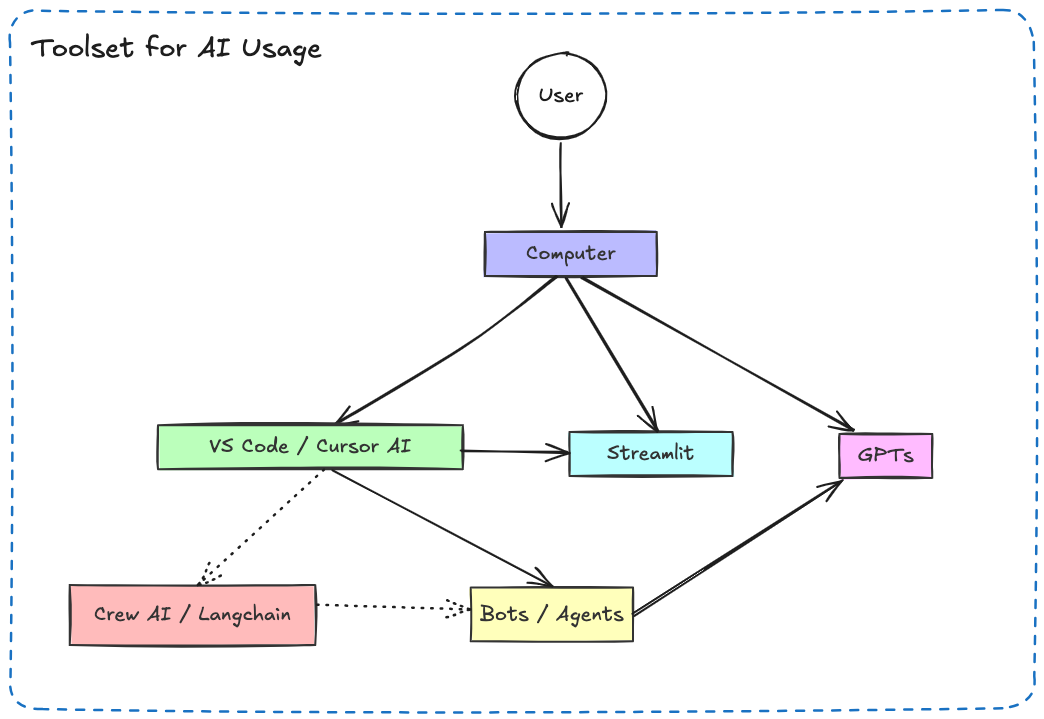 Toolset for AI Usage
User
Computer
VS Code / Cursor AI
Streamlit
GPTs
Crew AI / Langchain
Bots / Agents